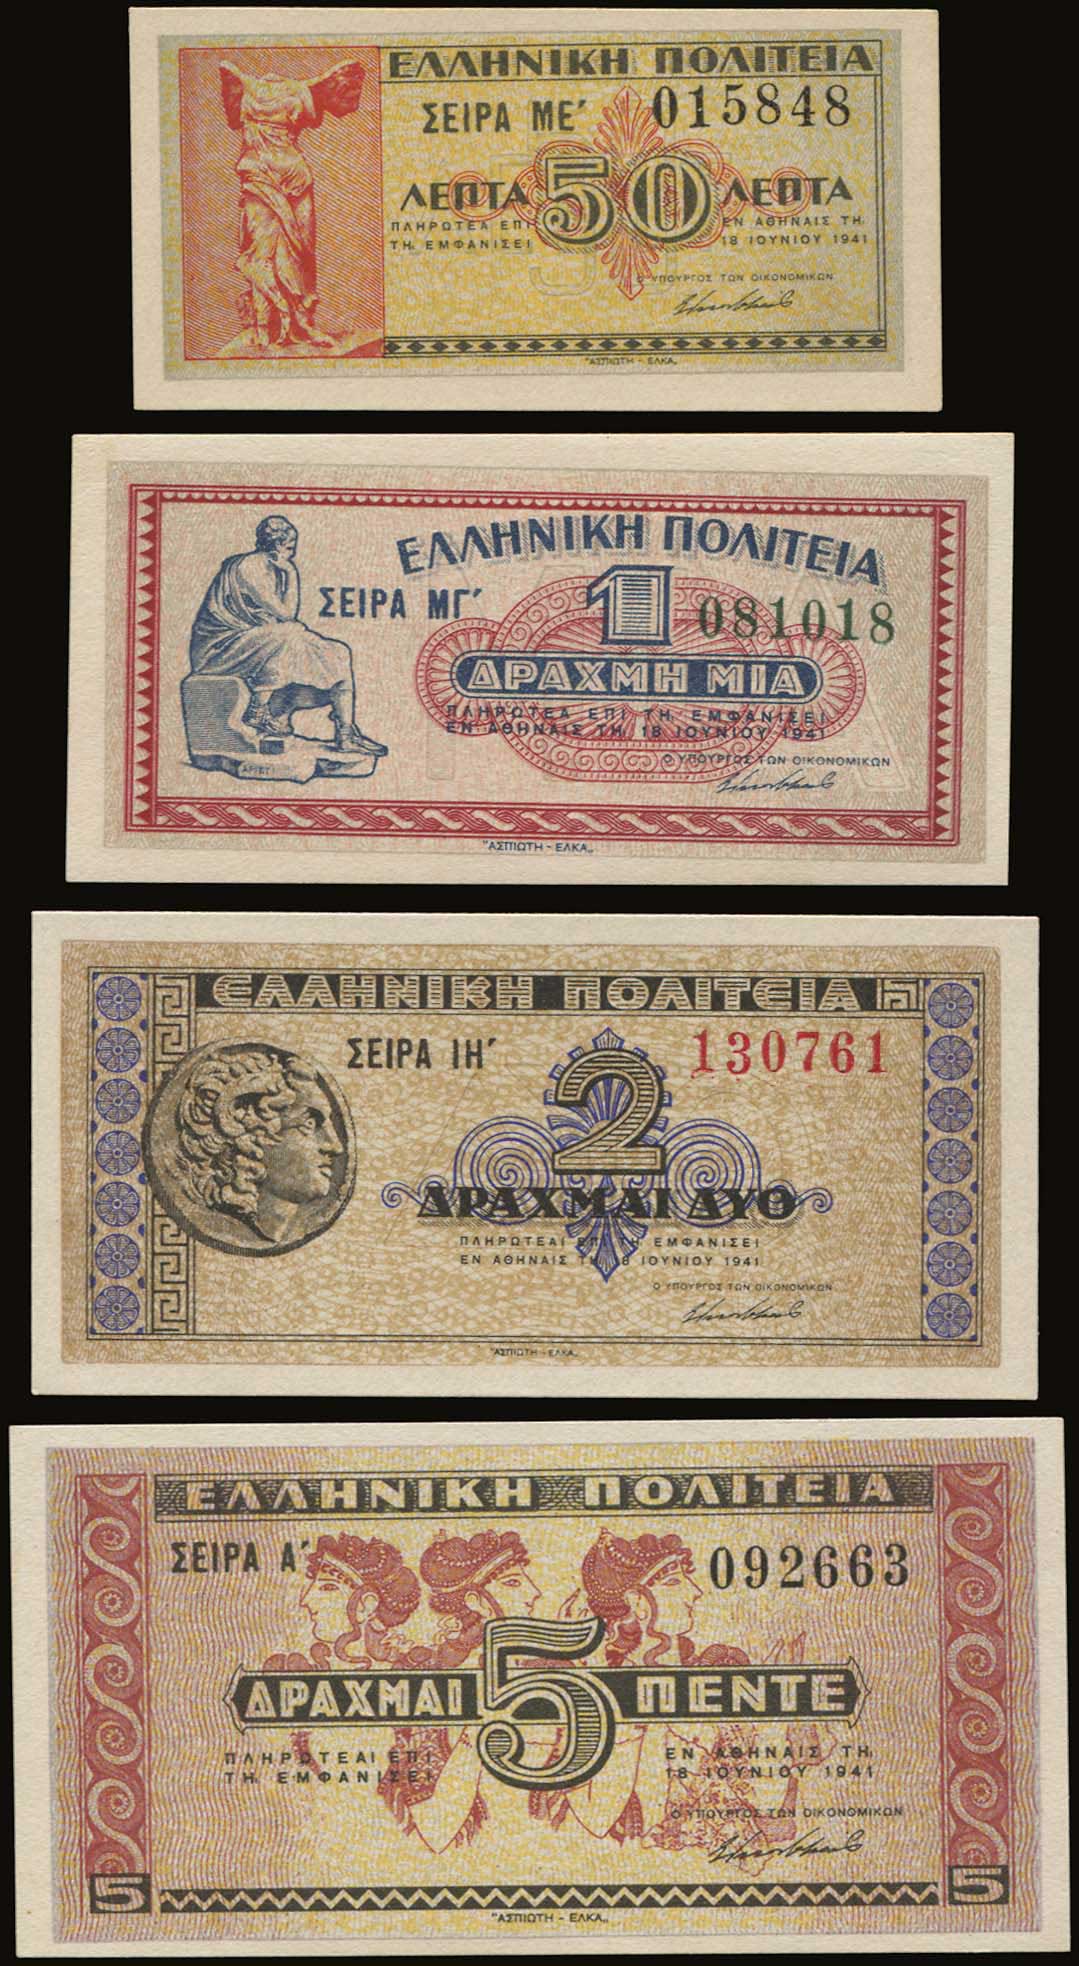 ΕΛΛΗΝΙΚΗ ΠΟΛΙΤΕΙΑ
ΣΕΙΡΑ ΜΕ´ 015848
ΛΕΠΤΑ 50 ΛΕΠΤΑ
ΠΛΗΡΩΤΕΑ ΕΠΙ
ΤΗ, ΕΜΦΑΝΙΣΕΙ
ΕΝ ΑΘΗΝΑΙΣ ΤΗ,
18 ΙΟΥΝΙΟΥ 1941
Ο ΥΠΟΥΡΓΟΣ ΤΩΝ ΟΙΚΟΝΟΜΙΚΩΝ
"ΑΣΠΙΩΤΗ - ΕΛΚΑ„
ΕΛΛΗΝΙΚΗ ΠΟΛΙΤΕΙΑ
ΣΕΙΡΑ ΜΓ´ 1 081018
ΔΡΑΧΜΗ ΜΙΑ
ΠΛΗΡΩΤΕΑ ΕΠΙ ΤΗ, ΕΜΦΑΝΙΣΕΙ
ΕΝ ΑΘΗΝΑΙΣ ΤΗ, 18 ΙΟΥΝΙΟΥ 1941
Ο ΥΠΟΥΡΓΟΣ ΤΩΝ ΟΙΚΟΝΟΜΙΚΩΝ
"ΑΣΠΙΩΤΗ - ΕΛΚΑ„
ΕΛΛΗΝΙΚΗ ΠΟΛΙΤΕΙΑ
ΣΕΙΡΑ ΙΗ´ 130761
2
ΔΡΑΧΜΑΙ ΔΥΟ
ΠΛΗΡΩΤΕΑΙ ΕΠΙ ΤΗ, ΕΜΦΑΝΙΣΕΙ
ΕΝ ΑΘΗΝΑΙΣ ΤΗ, 18 ΙΟΥΝΙΟΥ 1941
Ο ΥΠΟΥΡΓΟΣ ΤΩΝ ΟΙΚΟΝΟΜΙΚΩΝ
"ΑΣΠΙΩΤΗ - ΕΛΚΑ„
ΕΛΛΗΝΙΚΗ ΠΟΛΙΤΕΙΑ
ΣΕΙΡΑ Α´ 092663
ΔΡΑΧΜΑΙ 5 ΠΕΝΤΕ
ΠΛΗΡΩΤΕΑΙ ΕΠΙ
ΤΗ, ΕΜΦΑΝΙΣΕΙ
ΕΝ ΑΘΗΝΑΙΣ ΤΗ,
18 ΙΟΥΝΙΟΥ 1941
Ο ΥΠΟΥΡΓΟΣ ΤΩΝ ΟΙΚΟΝΟΜΙΚΩΝ
5 5
"ΑΣΠΙΩΤΗ - ΕΛΚΑ„